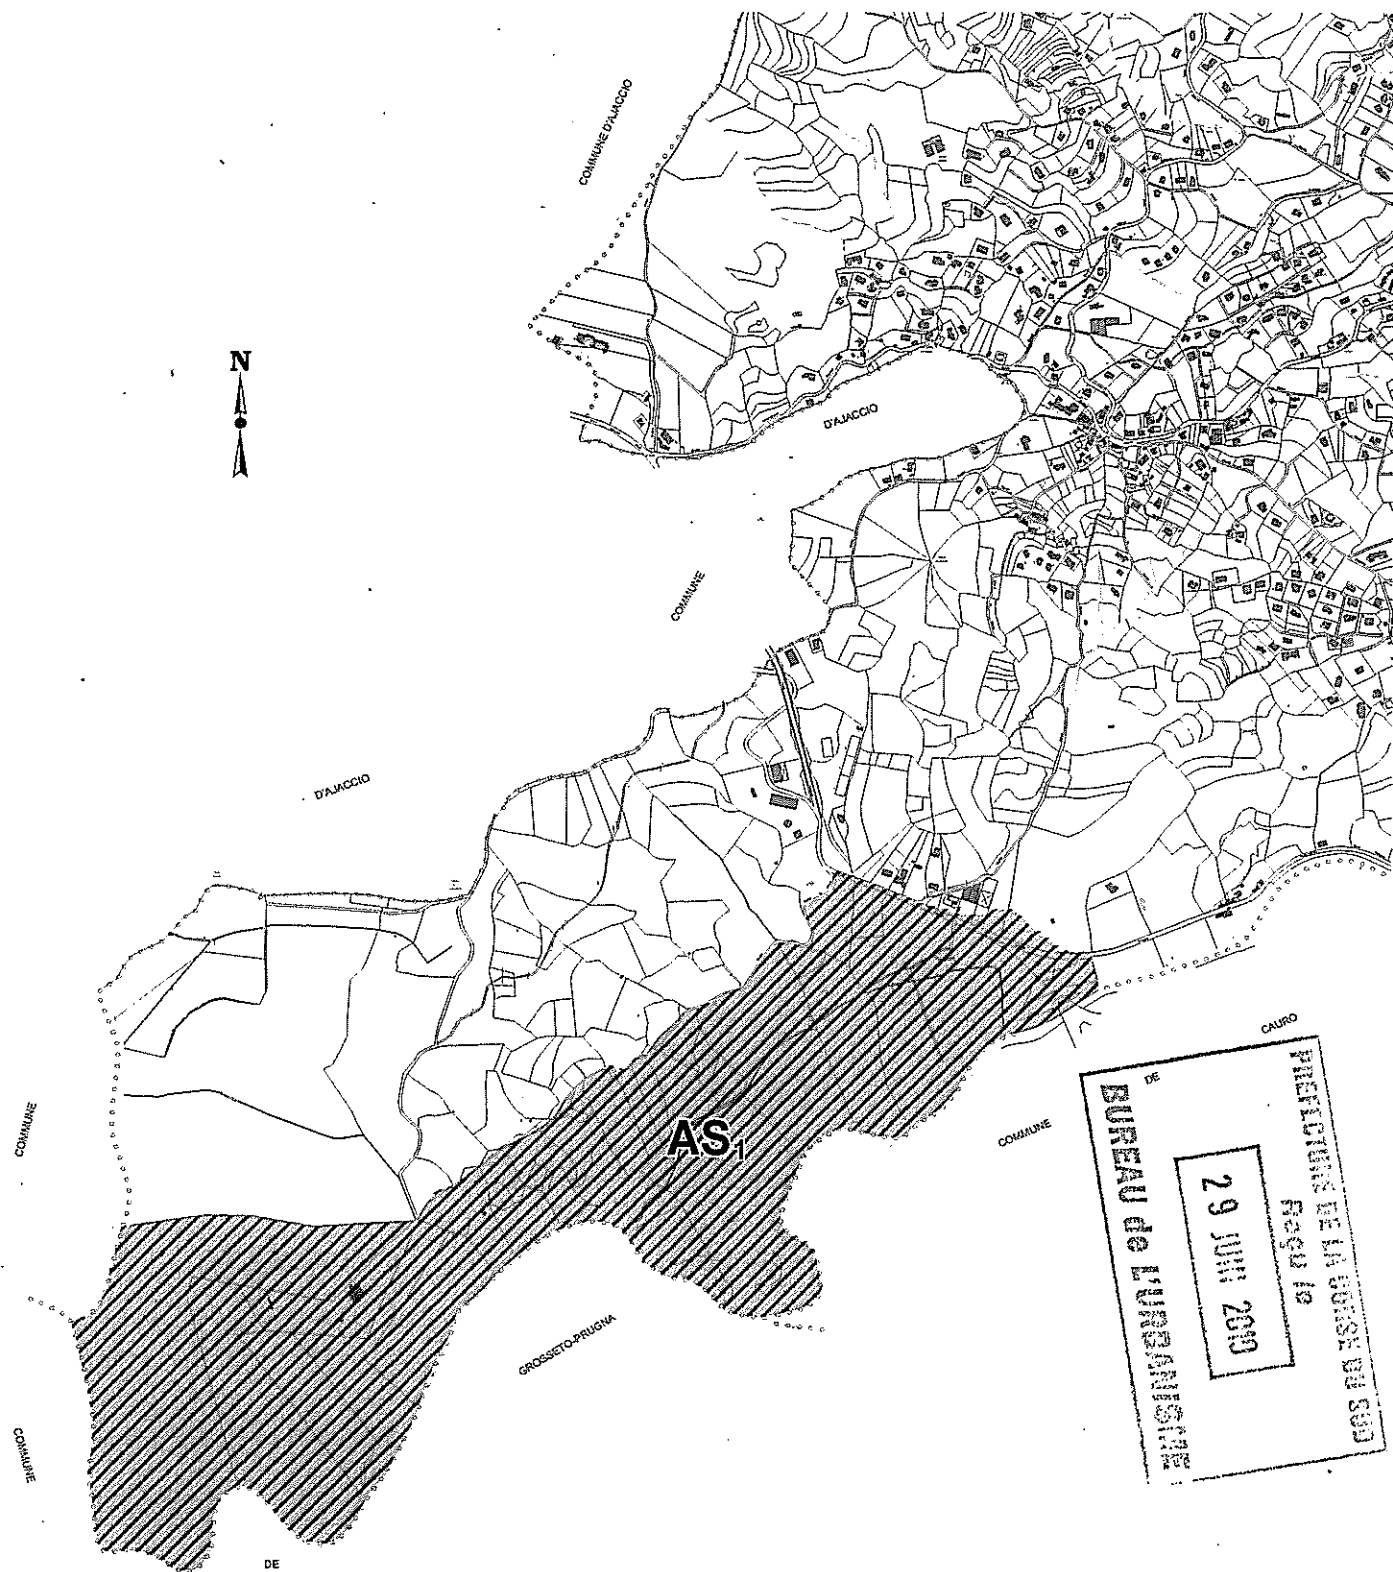 COMMUNE D'AJACCIO
N
D'AJACCIO
COMMUNE
D'AJACCIO
CAURO
DE
COMMUNE
COMMUNE
AS1
GROSSETO-PRUGNA
COMMUNE
DE
PREFECTURE DE LA CORSE DU SUD
Reçu le
29 JUIN 2010
BUREAU de L'URBANISME